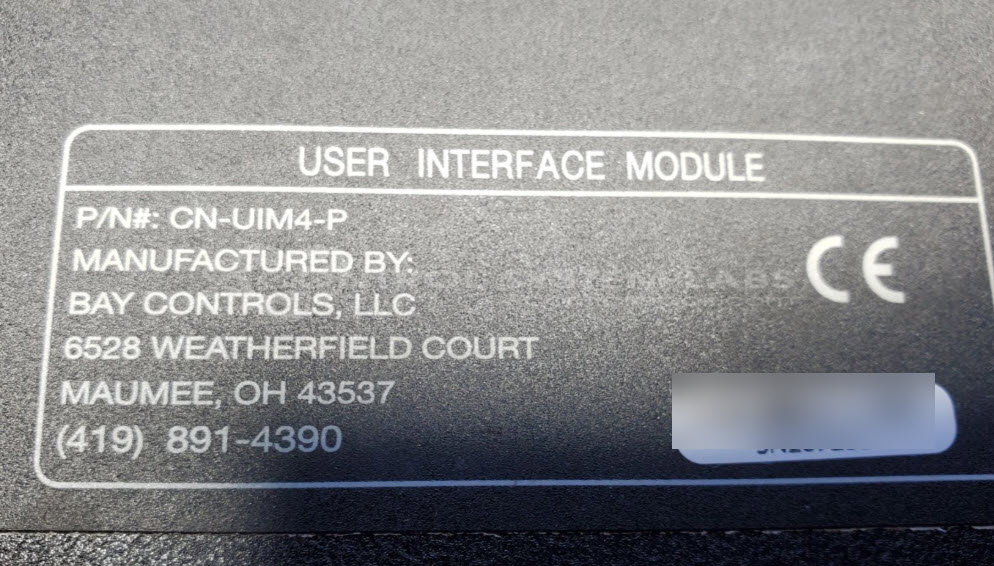 USER INTERFACE MODULE
P/N#: CN-UIM4-P
MANUFACTURED BY:
BAY CONTROLS, LLC
6528 WEATHERFIELD COURT
MAUMEE, OH 43537
(419) 891-4390
CE